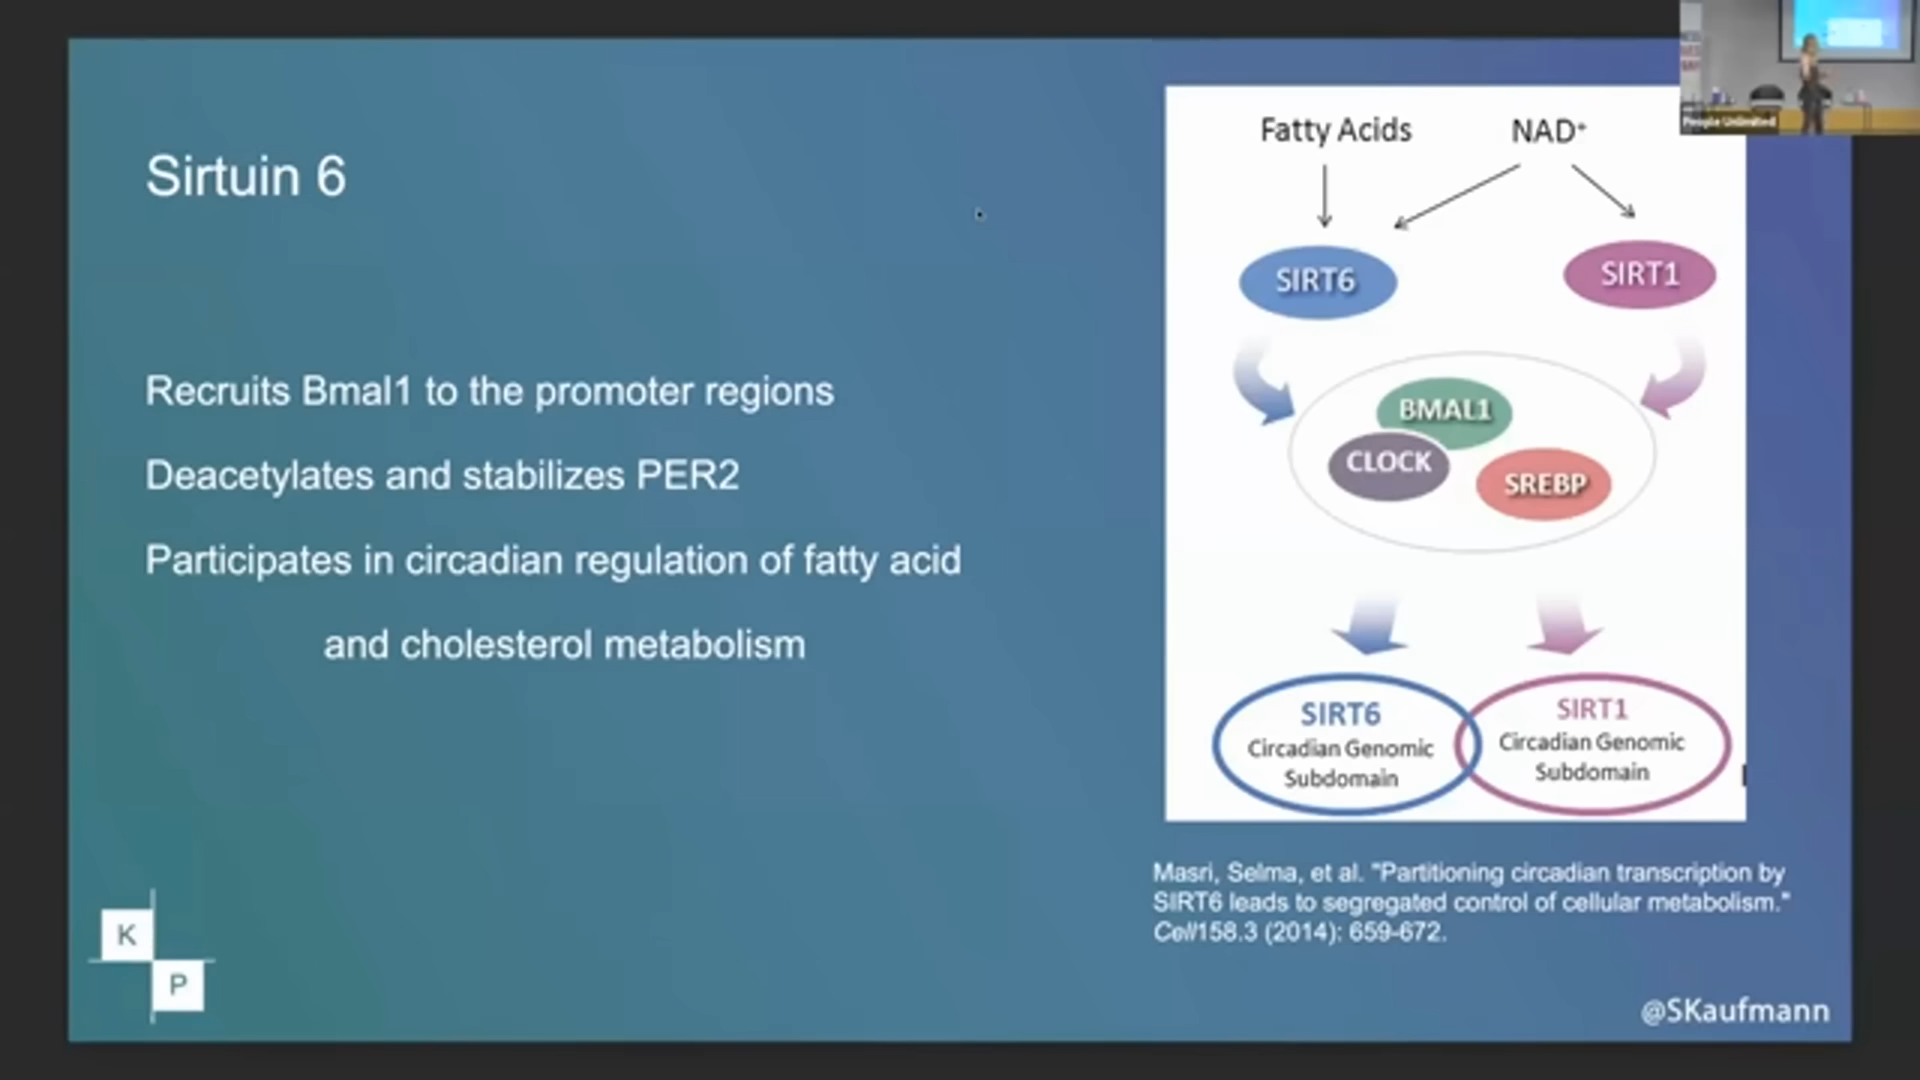 Sirtuin 6
Recruits Bmal1 to the promoter regions
Deacetylates and stabilizes PER2
Participates in circadian regulation of fatty acid
and cholesterol metabolism
Fatty Acids
NAD+
SIRT6
SIRT1
BMAL1
CLOCK
SREBP
SIRT6
Circadian Genomic
Subdomain
SIRT1
Circadian Genomic
Subdomain
Masri, Selma, et al. "Partitioning circadian transcription by
SIRT6 leads to segregated control of cellular metabolism."
Cell158.3 (2014): 659-672.
K
P
@SKaufmann
People Unlimited